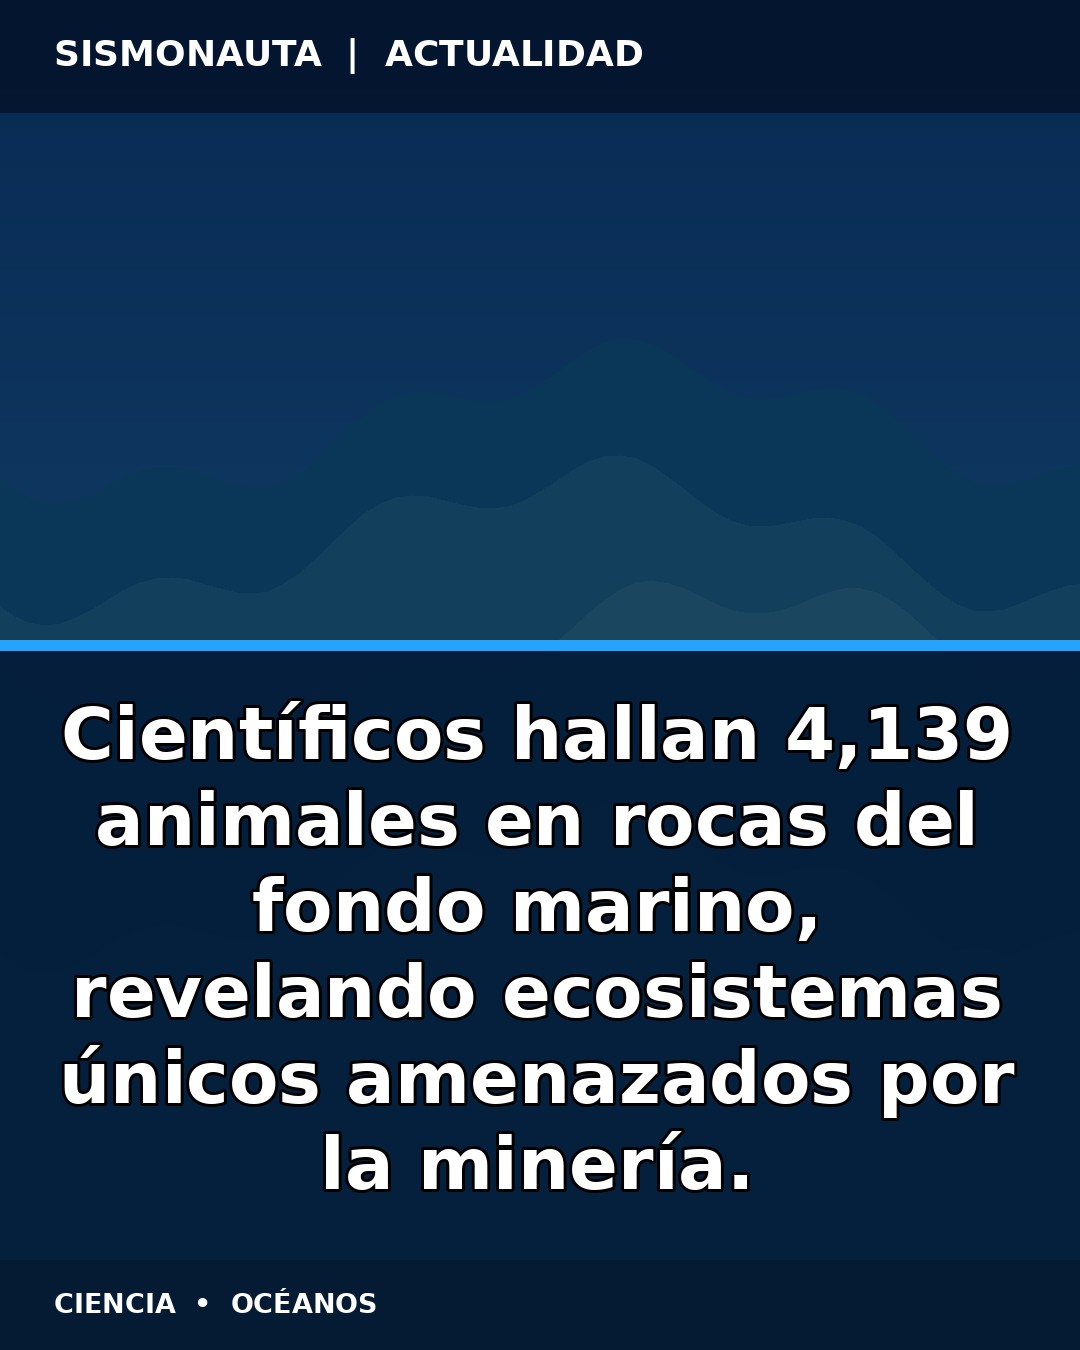 SISMONAUTA | ACTUALIDAD
Científicos hallan 4,139
animales en rocas del
fondo marino,
revelando ecosistemas
únicos amenazados por
la minería.
CIENCIA • OCÉANOS